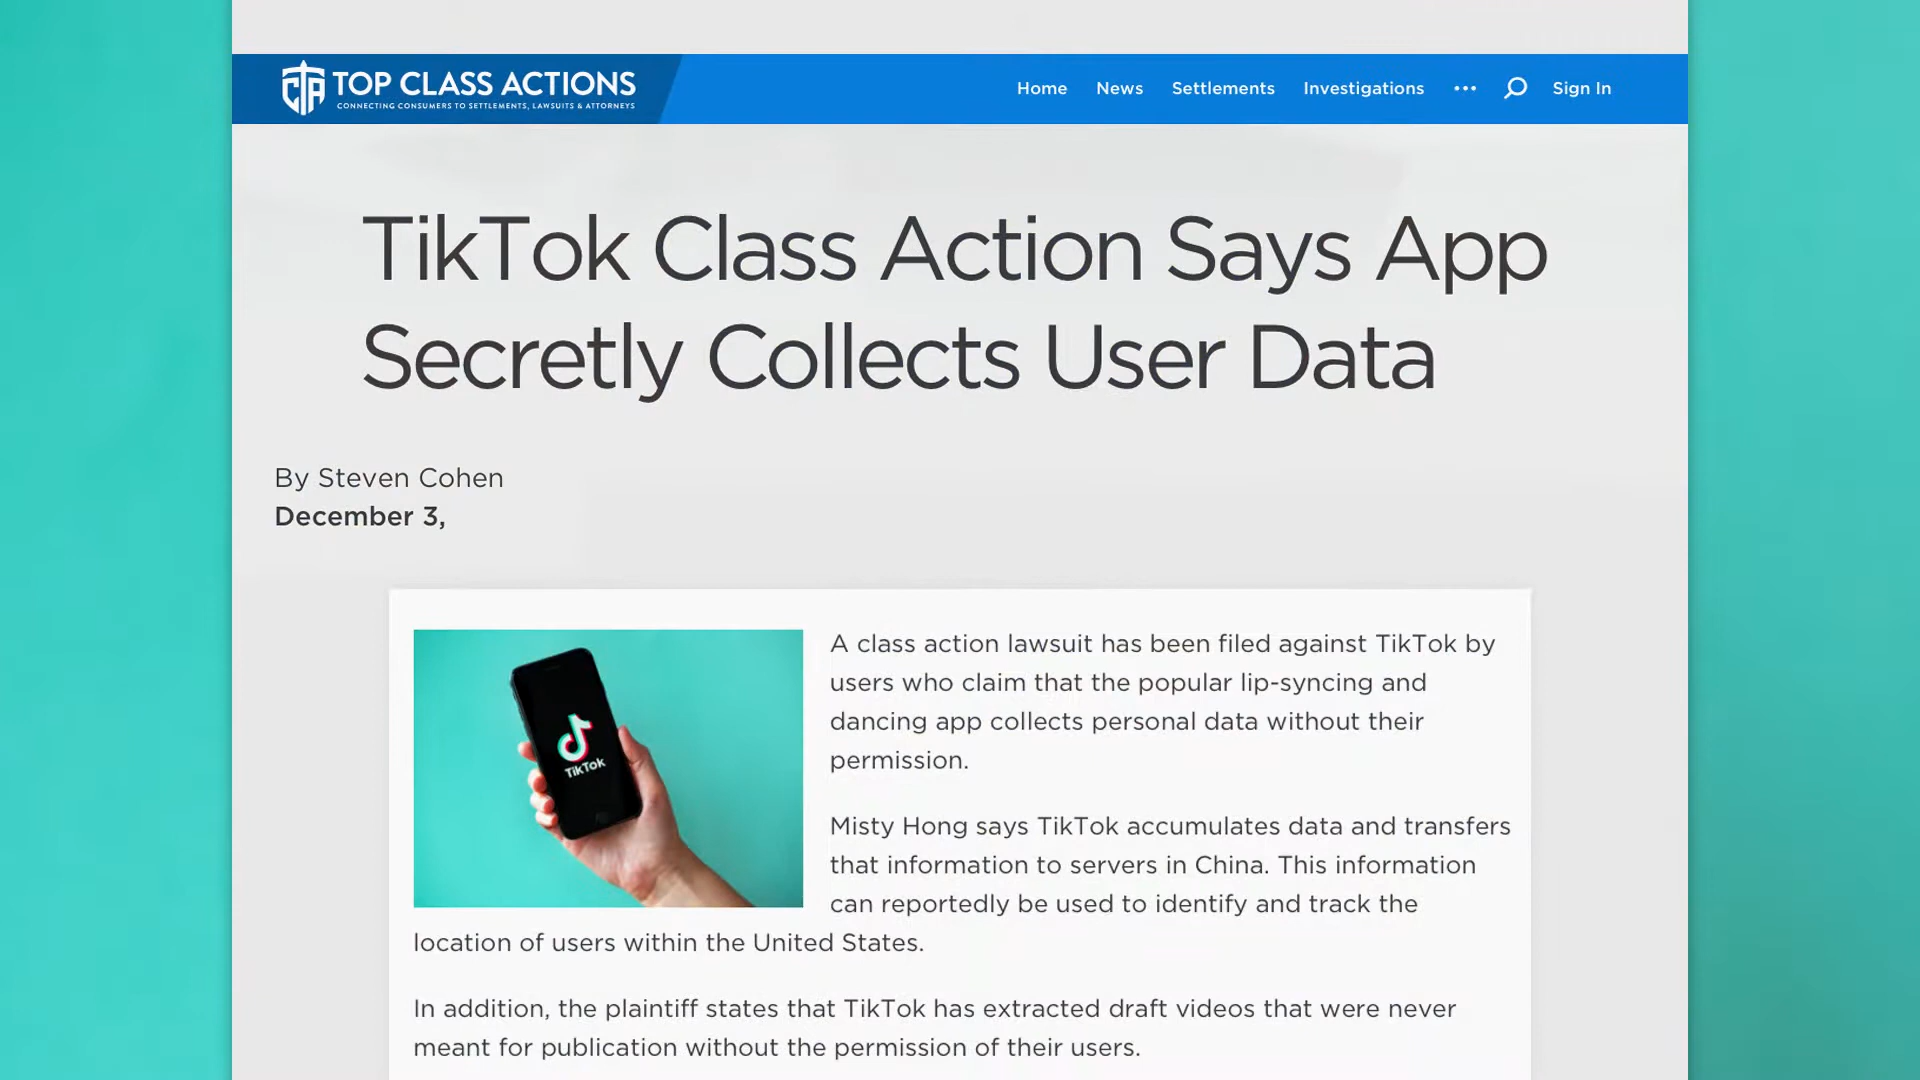 TOP CLASS ACTIONS
CONNECTING CONSUMERS TO SETTLEMENTS, LAWSUITS & ATTORNEYS
Home News Settlements Investigations ••• Sign In
TikTok Class Action Says App
Secretly Collects User Data
By Steven Cohen
December 3,
TikTok
A class action lawsuit has been filed against TikTok by
users who claim that the popular lip-syncing and
dancing app collects personal data without their
permission.
Misty Hong says TikTok accumulates data and transfers
that information to servers in China. This information
can reportedly be used to identify and track the
location of users within the United States.
In addition, the plaintiff states that TikTok has extracted draft videos that were never
meant for publication without the permission of their users.